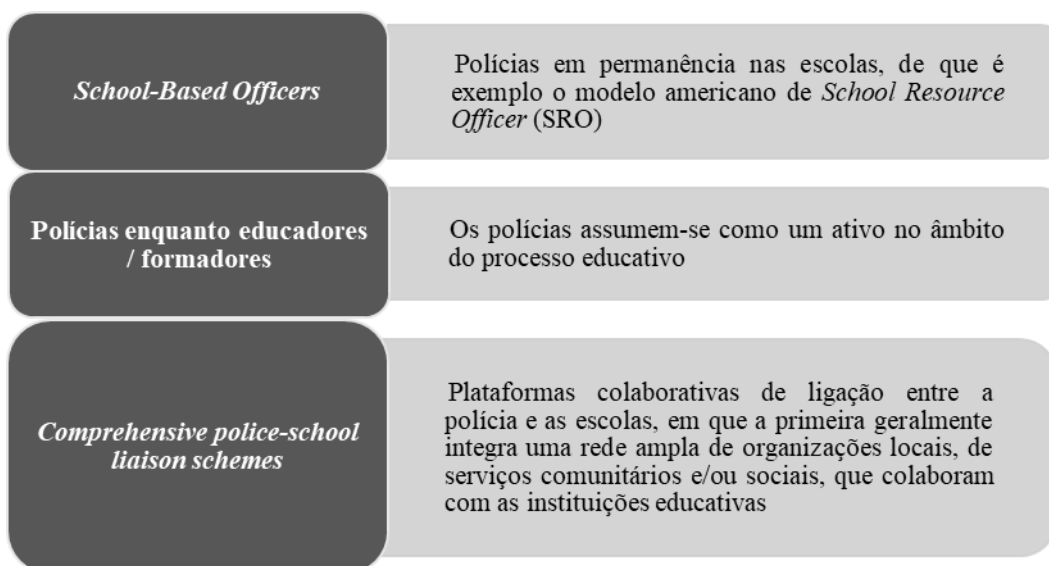 School-Based Officers
Polícias em permanência nas escolas, de que é
exemplo o modelo americano de School Resource
Officer (SRO)
Polícias enquanto educadores
/ formadores
Os polícias assumem-se como um ativo no âmbito
do processo educativo
Comprehensive police-school
liaison schemes
Plataformas colaborativas de ligação entre a
polícia e as escolas, em que a primeira geralmente
integra uma rede ampla de organizações locais, de
serviços comunitários e/ou sociais, que colaboram
com as instituições educativas